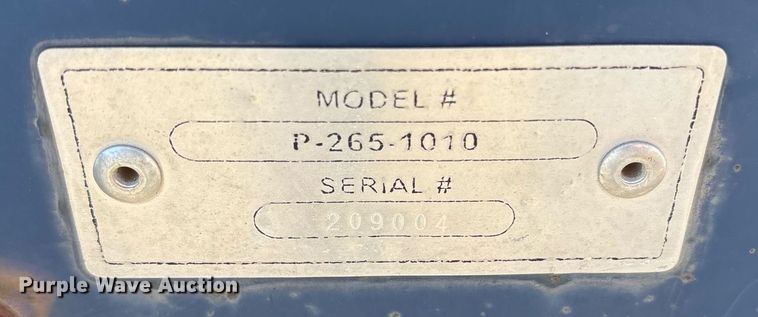 MODEL #
P-265-1010
SERIAL #
209004
Purple Wave Auction